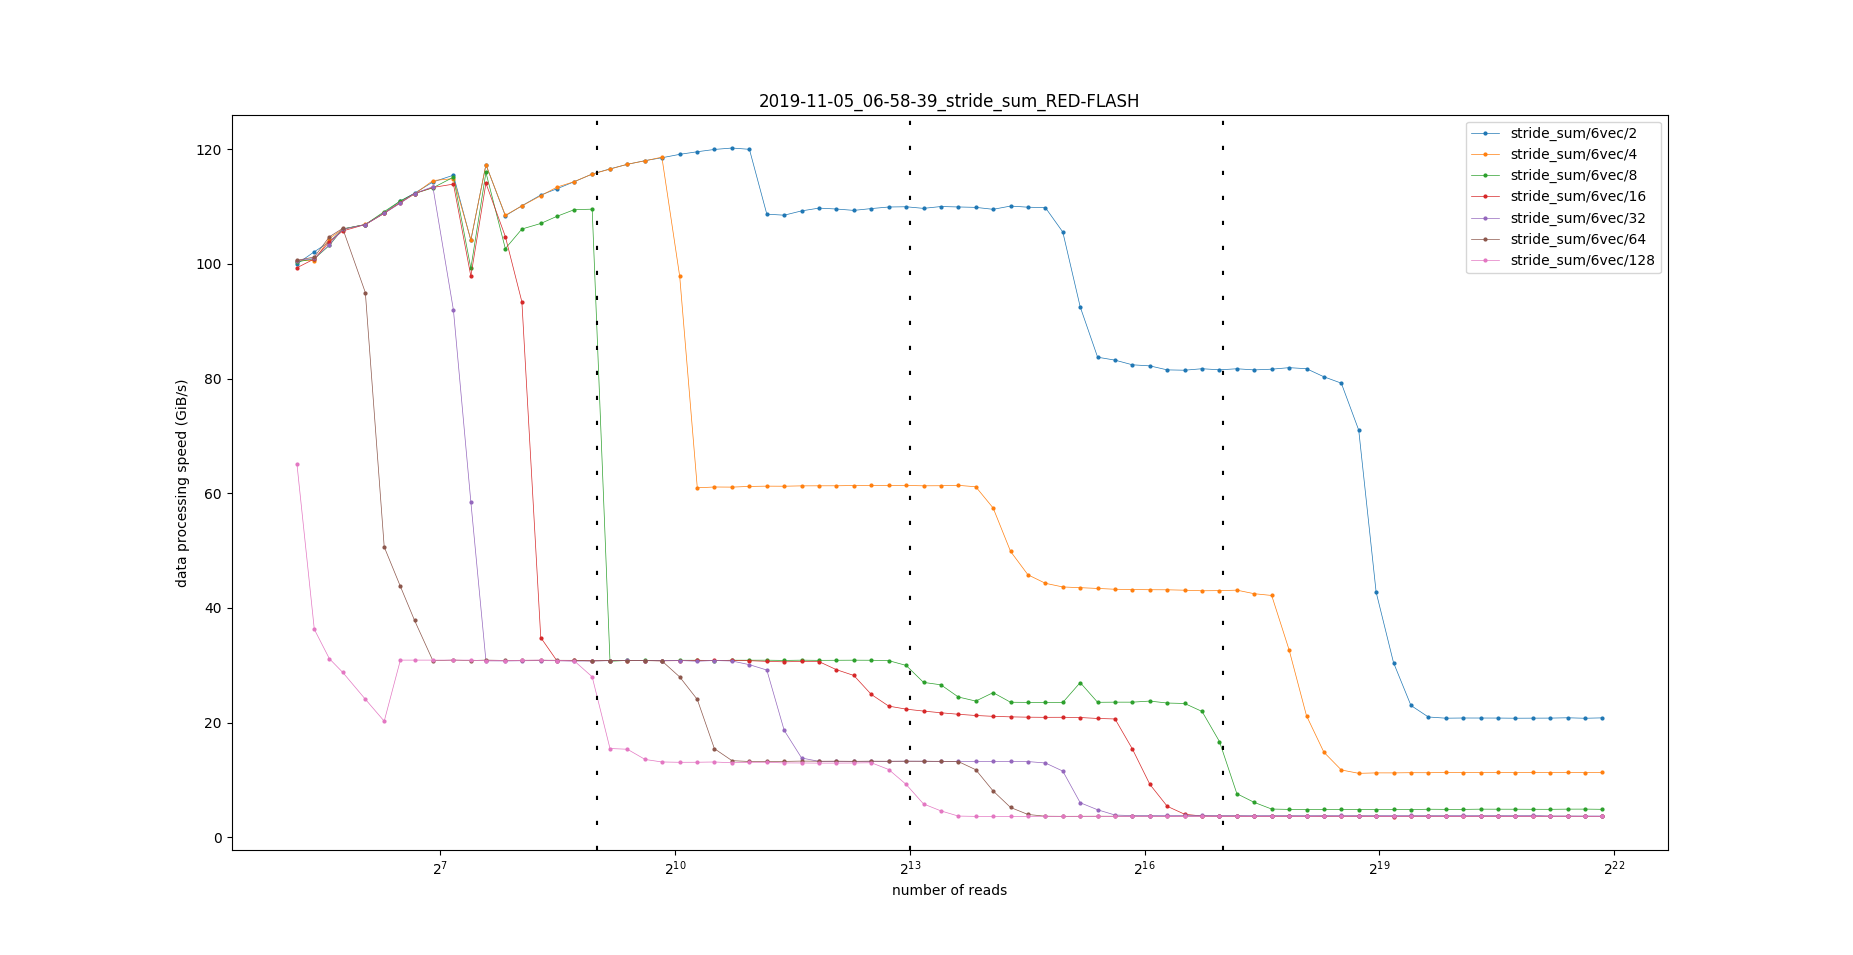 2019-11-05_06-58-39_stride_sum_RED-FLASH
stride_sum/6vec/2
stride_sum/6vec/4
stride_sum/6vec/8
stride_sum/6vec/16
stride_sum/6vec/32
stride_sum/6vec/64
stride_sum/6vec/128
data processing speed (GiB/s)
120
100
80
60
40
20
0
2^7 2^10 2^13 2^16 2^19 2^22
number of reads